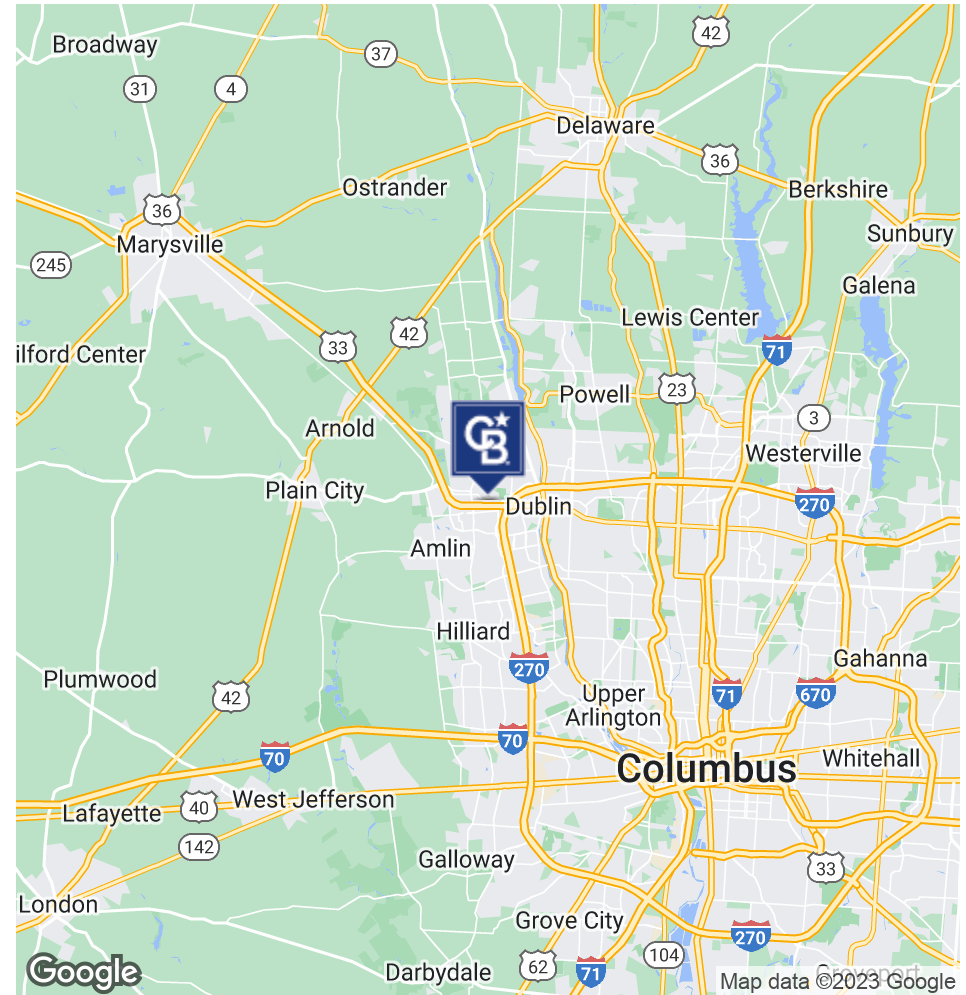 Broadway
42
37
31
4
Delaware
36
Ostrander
Berkshire
36
Marysville
Sunbury
245
Galena
Lewis Center
42
33
71
ilford Center
23
Powell
3
Arnold
CB
Westerville
Plain City
270
Dublin
Amlin
Hilliard
Gahanna
270
Plumwood
42
71
670
Upper
Arlington
70
70
Whitehall
Columbus
West Jefferson
40
Lafayette
142
Galloway
33
London
Grove City
270
104
62
71
Darbydale
Groveport
Google
Map data ©2023 Google